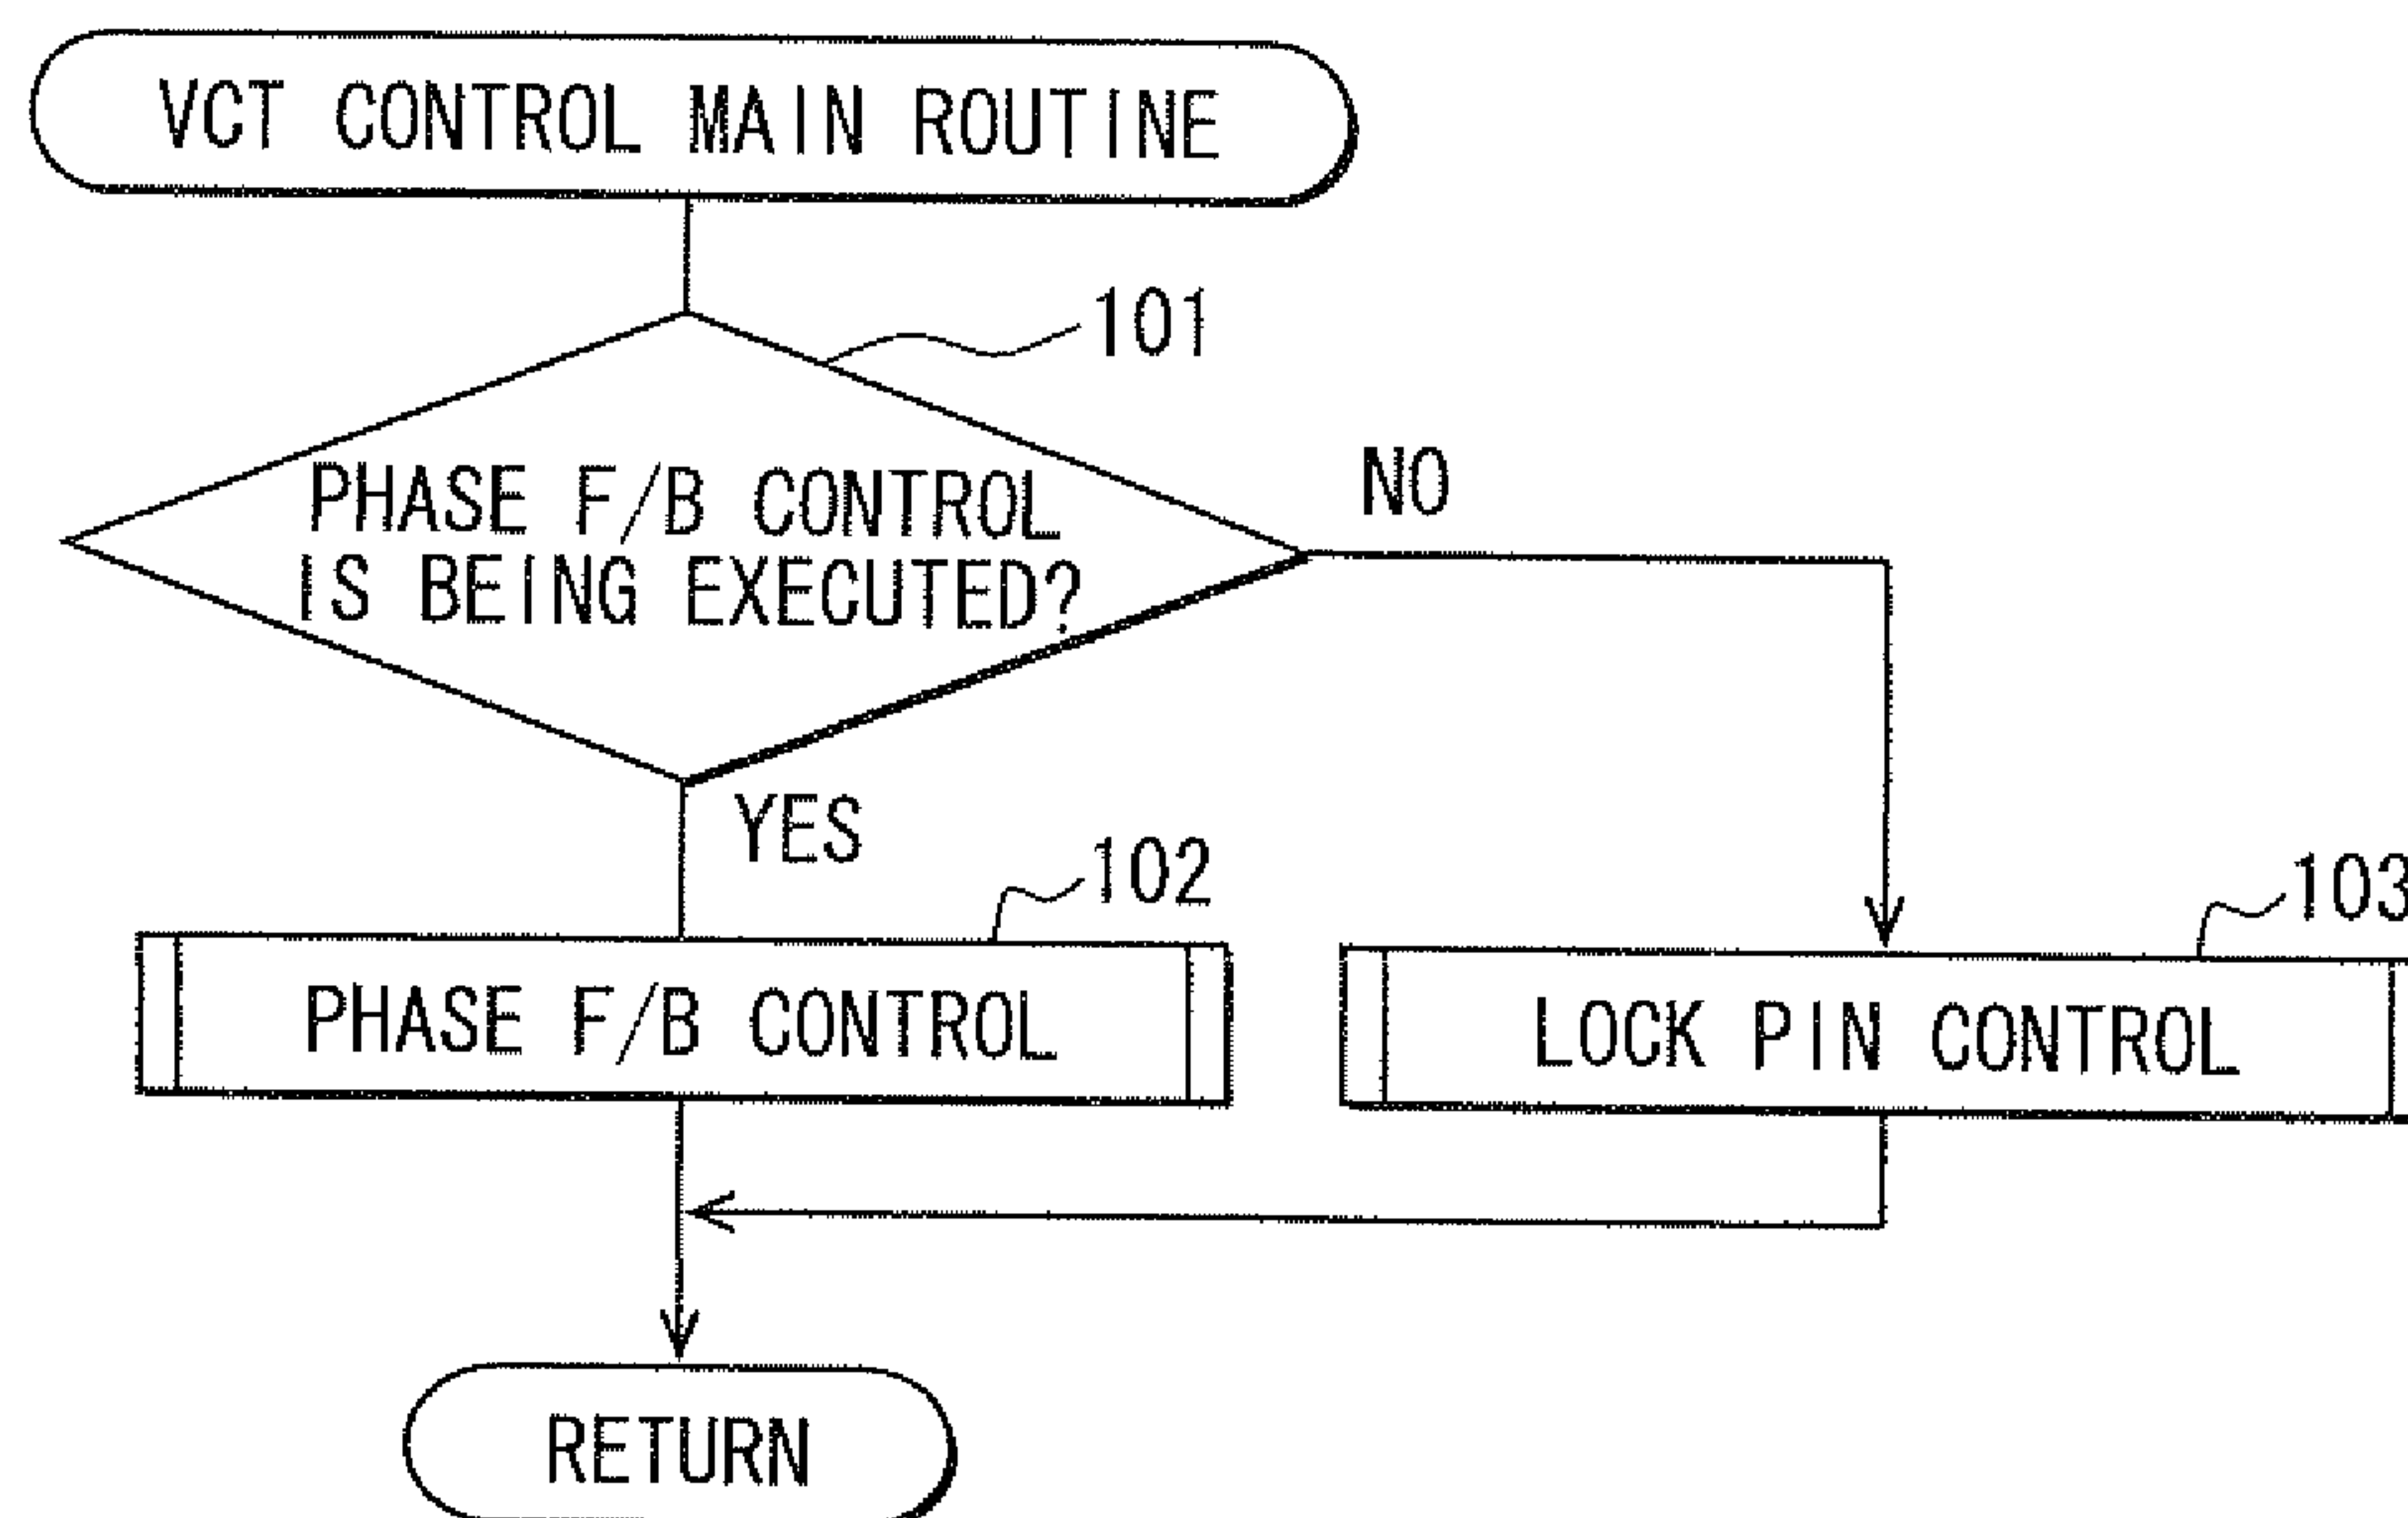 VCT CONTROL MAIN ROUTINE
101
PHASE F/B CONTROL
IS BEING EXECUTED?
NO
YES
102
103
PHASE F/B CONTROL
LOCK PIN CONTROL
RETURN